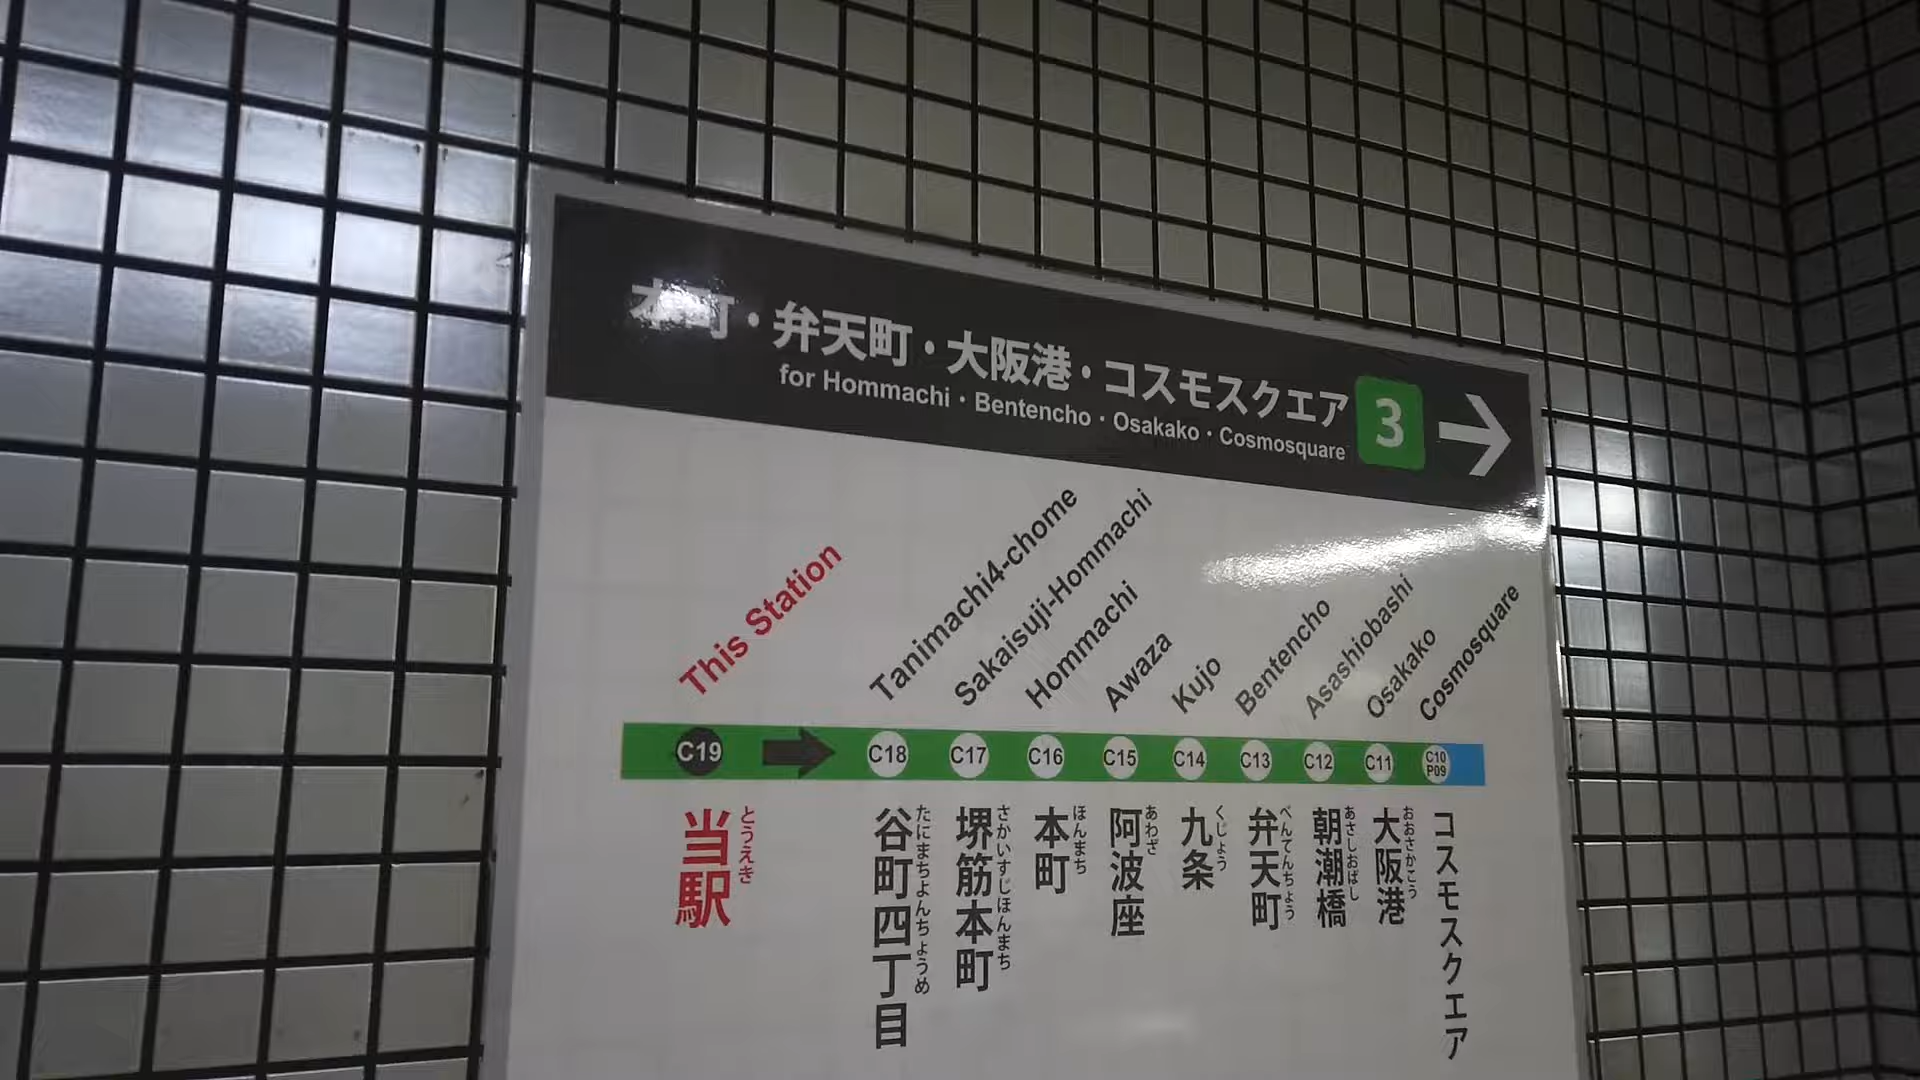 本町・弁天町・大阪港・コスモスクエア 3 →
for Hommachi・Bentencho・Osakako・Cosmosquare
This Station
Tanimachi4-chome
Sakaisuji-Hommachi
Hommachi
Awaza
Kujo
Bentencho
Asashiobashi
Osakako
Cosmosquare
C19 → C18 C17 C16 C15 C14 C13 C12 C11 C10 P09
当駅
とうえき
谷町四丁目
たにまちよんちょうめ
堺筋本町
さかいすじほんまち
本町
ほんまち
阿波座
あわざ
九条
くじょう
弁天町
べんてんちょう
朝潮橋
あさしおばし
大阪港
おおさかこう
コスモスクエア